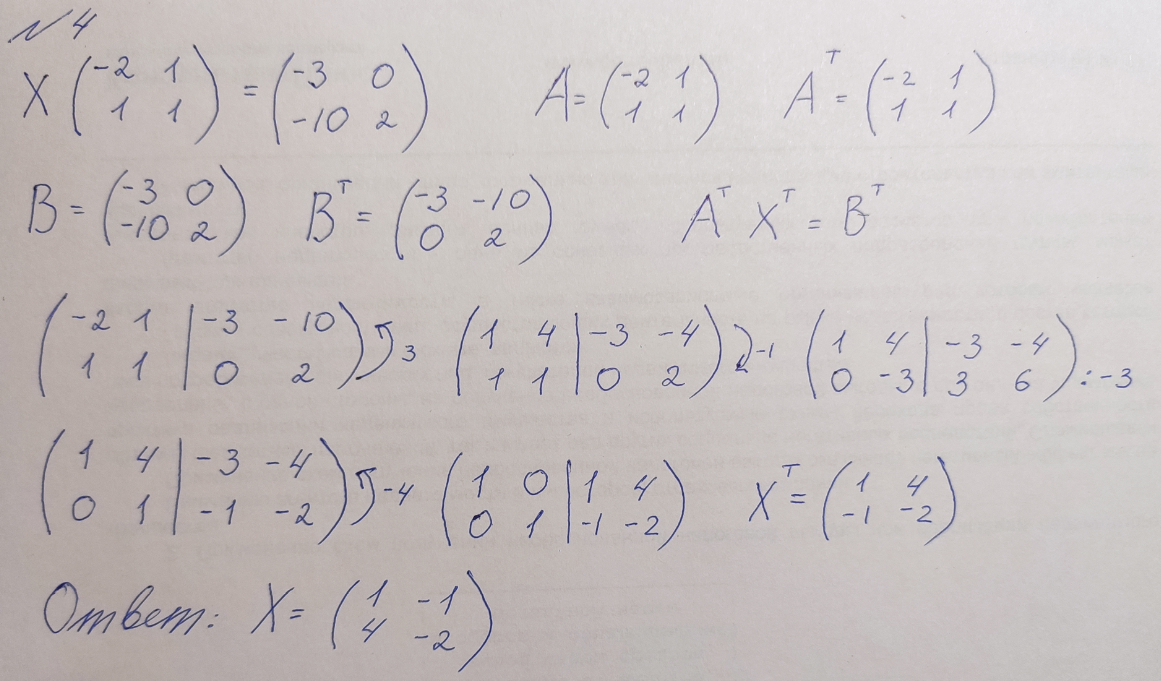 № 4
X (-2 1; 1 1) = (-3 0; -10 2) A = (-2 1; 1 1) Aᵀ = (-2 1; 1 1)
B = (-3 0; -10 2) Bᵀ = (-3 -10; 0 2) Aᵀ Xᵀ = Bᵀ
(-2 1 | -3 -10; 1 1 | 0 2) ⤴ 3 (1 4 | -3 -4; 1 1 | 0 2) ⤵ -1 (1 4 | -3 -4; 0 -3 | 3 6) : -3
(1 4 | -3 -4; 0 1 | -1 -2) ⤴ -4 (1 0 | 1 4; 0 1 | -1 -2) Xᵀ = (1 4; -1 -2)
Ответ: X = (1 -1; 4 -2)